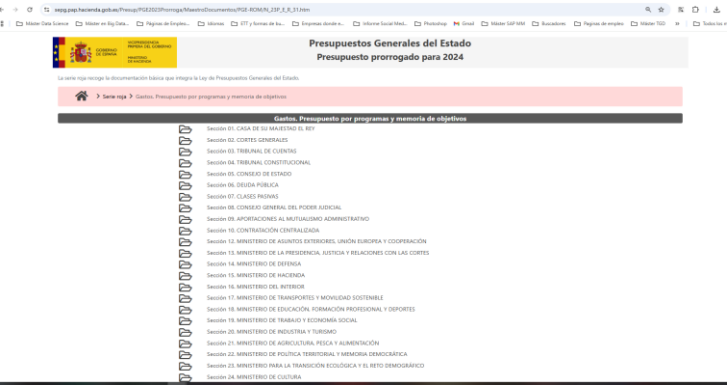 sepg.pap.hacienda.gob.es/Presup/PGE2023Prorroga/MaestroDocumentos/PGE-ROM/N_23P_E_R_31.htm
Máster Data Science Máster en Big Data... Páginas de Empleo... Idiomas ETT y formas de bu... Empresas donde e... Informe Social Med... Photoshop Gmail Máster SAP MM Buscadores Páginas de empleo Máster TED Todos los
GOBIERNO DE ESPAÑA
VICEPRESIDENCIA PRIMERA DEL GOBIERNO
MINISTERIO DE HACIENDA
Presupuestos Generales del Estado
Presupuesto prorrogado para 2024
La serie roja recoge la documentación básica que integra la Ley de Presupuestos Generales del Estado.
> Serie roja > Gastos. Presupuesto por programas y memoria de objetivos
Gastos. Presupuesto por programas y memoria de objetivos
Sección 01. CASA DE SU MAJESTAD EL REY
Sección 02. CORTES GENERALES
Sección 03. TRIBUNAL DE CUENTAS
Sección 04. TRIBUNAL CONSTITUCIONAL
Sección 05. CONSEJO DE ESTADO
Sección 06. DEUDA PÚBLICA
Sección 07. CLASES PASIVAS
Sección 08. CONSEJO GENERAL DEL PODER JUDICIAL
Sección 09. APORTACIONES AL MUTUALISMO ADMINISTRATIVO
Sección 10. CONTRATACIÓN CENTRALIZADA
Sección 12. MINISTERIO DE ASUNTOS EXTERIORES, UNIÓN EUROPEA Y COOPERACIÓN
Sección 13. MINISTERIO DE LA PRESIDENCIA, JUSTICIA Y RELACIONES CON LAS CORTES
Sección 14. MINISTERIO DE DEFENSA
Sección 15. MINISTERIO DE HACIENDA
Sección 16. MINISTERIO DEL INTERIOR
Sección 17. MINISTERIO DE TRANSPORTES Y MOVILIDAD SOSTENIBLE
Sección 18. MINISTERIO DE EDUCACIÓN, FORMACIÓN PROFESIONAL Y DEPORTES
Sección 19. MINISTERIO DE TRABAJO Y ECONOMÍA SOCIAL
Sección 20. MINISTERIO DE INDUSTRIA Y TURISMO
Sección 21. MINISTERIO DE AGRICULTURA, PESCA Y ALIMENTACIÓN
Sección 22. MINISTERIO DE POLÍTICA TERRITORIAL Y MEMORIA DEMOCRÁTICA
Sección 23. MINISTERIO PARA LA TRANSICIÓN ECOLÓGICA Y EL RETO DEMOGRÁFICO
Sección 24. MINISTERIO DE CULTURA